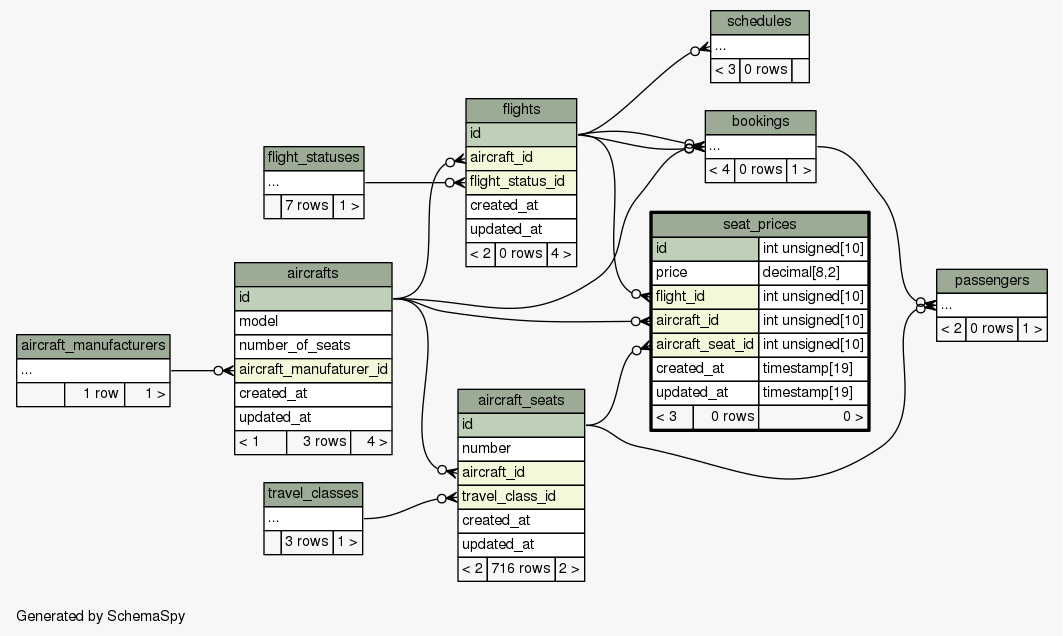 schedules
...
< 3 0 rows
flights
id
aircraft_id
flight_status_id
created_at
updated_at
< 2 0 rows 4 >
bookings
...
< 4 0 rows 1 >
flight_statuses
...
7 rows 1 >
seat_prices
id int unsigned[10]
price decimal[8,2]
flight_id int unsigned[10]
aircraft_id int unsigned[10]
aircraft_seat_id int unsigned[10]
created_at timestamp[19]
updated_at timestamp[19]
< 3 0 rows 0 >
aircrafts
id
model
number_of_seats
aircraft_manufaturer_id
created_at
updated_at
< 1 3 rows 4 >
passengers
...
< 2 0 rows 1 >
aircraft_manufacturers
...
1 row 1 >
aircraft_seats
id
number
aircraft_id
travel_class_id
created_at
updated_at
< 2 716 rows 2 >
travel_classes
...
3 rows 1 >
Generated by SchemaSpy